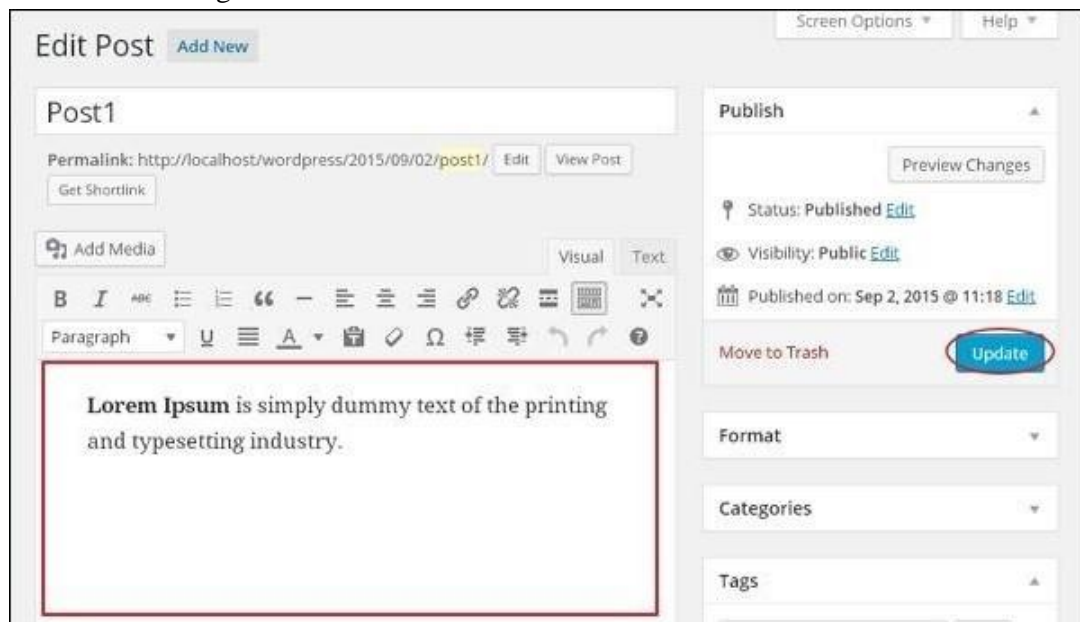 Screen Options Help
Edit Post Add New
Post1
Permalink: http://localhost/wordpress/2015/09/02/post1/ Edit View Post
Get Shortlink
Add Media
Visual Text
B I ABC
Paragraph U A Ω
Lorem Ipsum is simply dummy text of the printing
and typesetting industry.
Publish
Preview Changes
Status: Published Edit
Visibility: Public Edit
Published on: Sep 2, 2015 @ 11:18 Edit
Move to Trash Update
Format
Categories
Tags